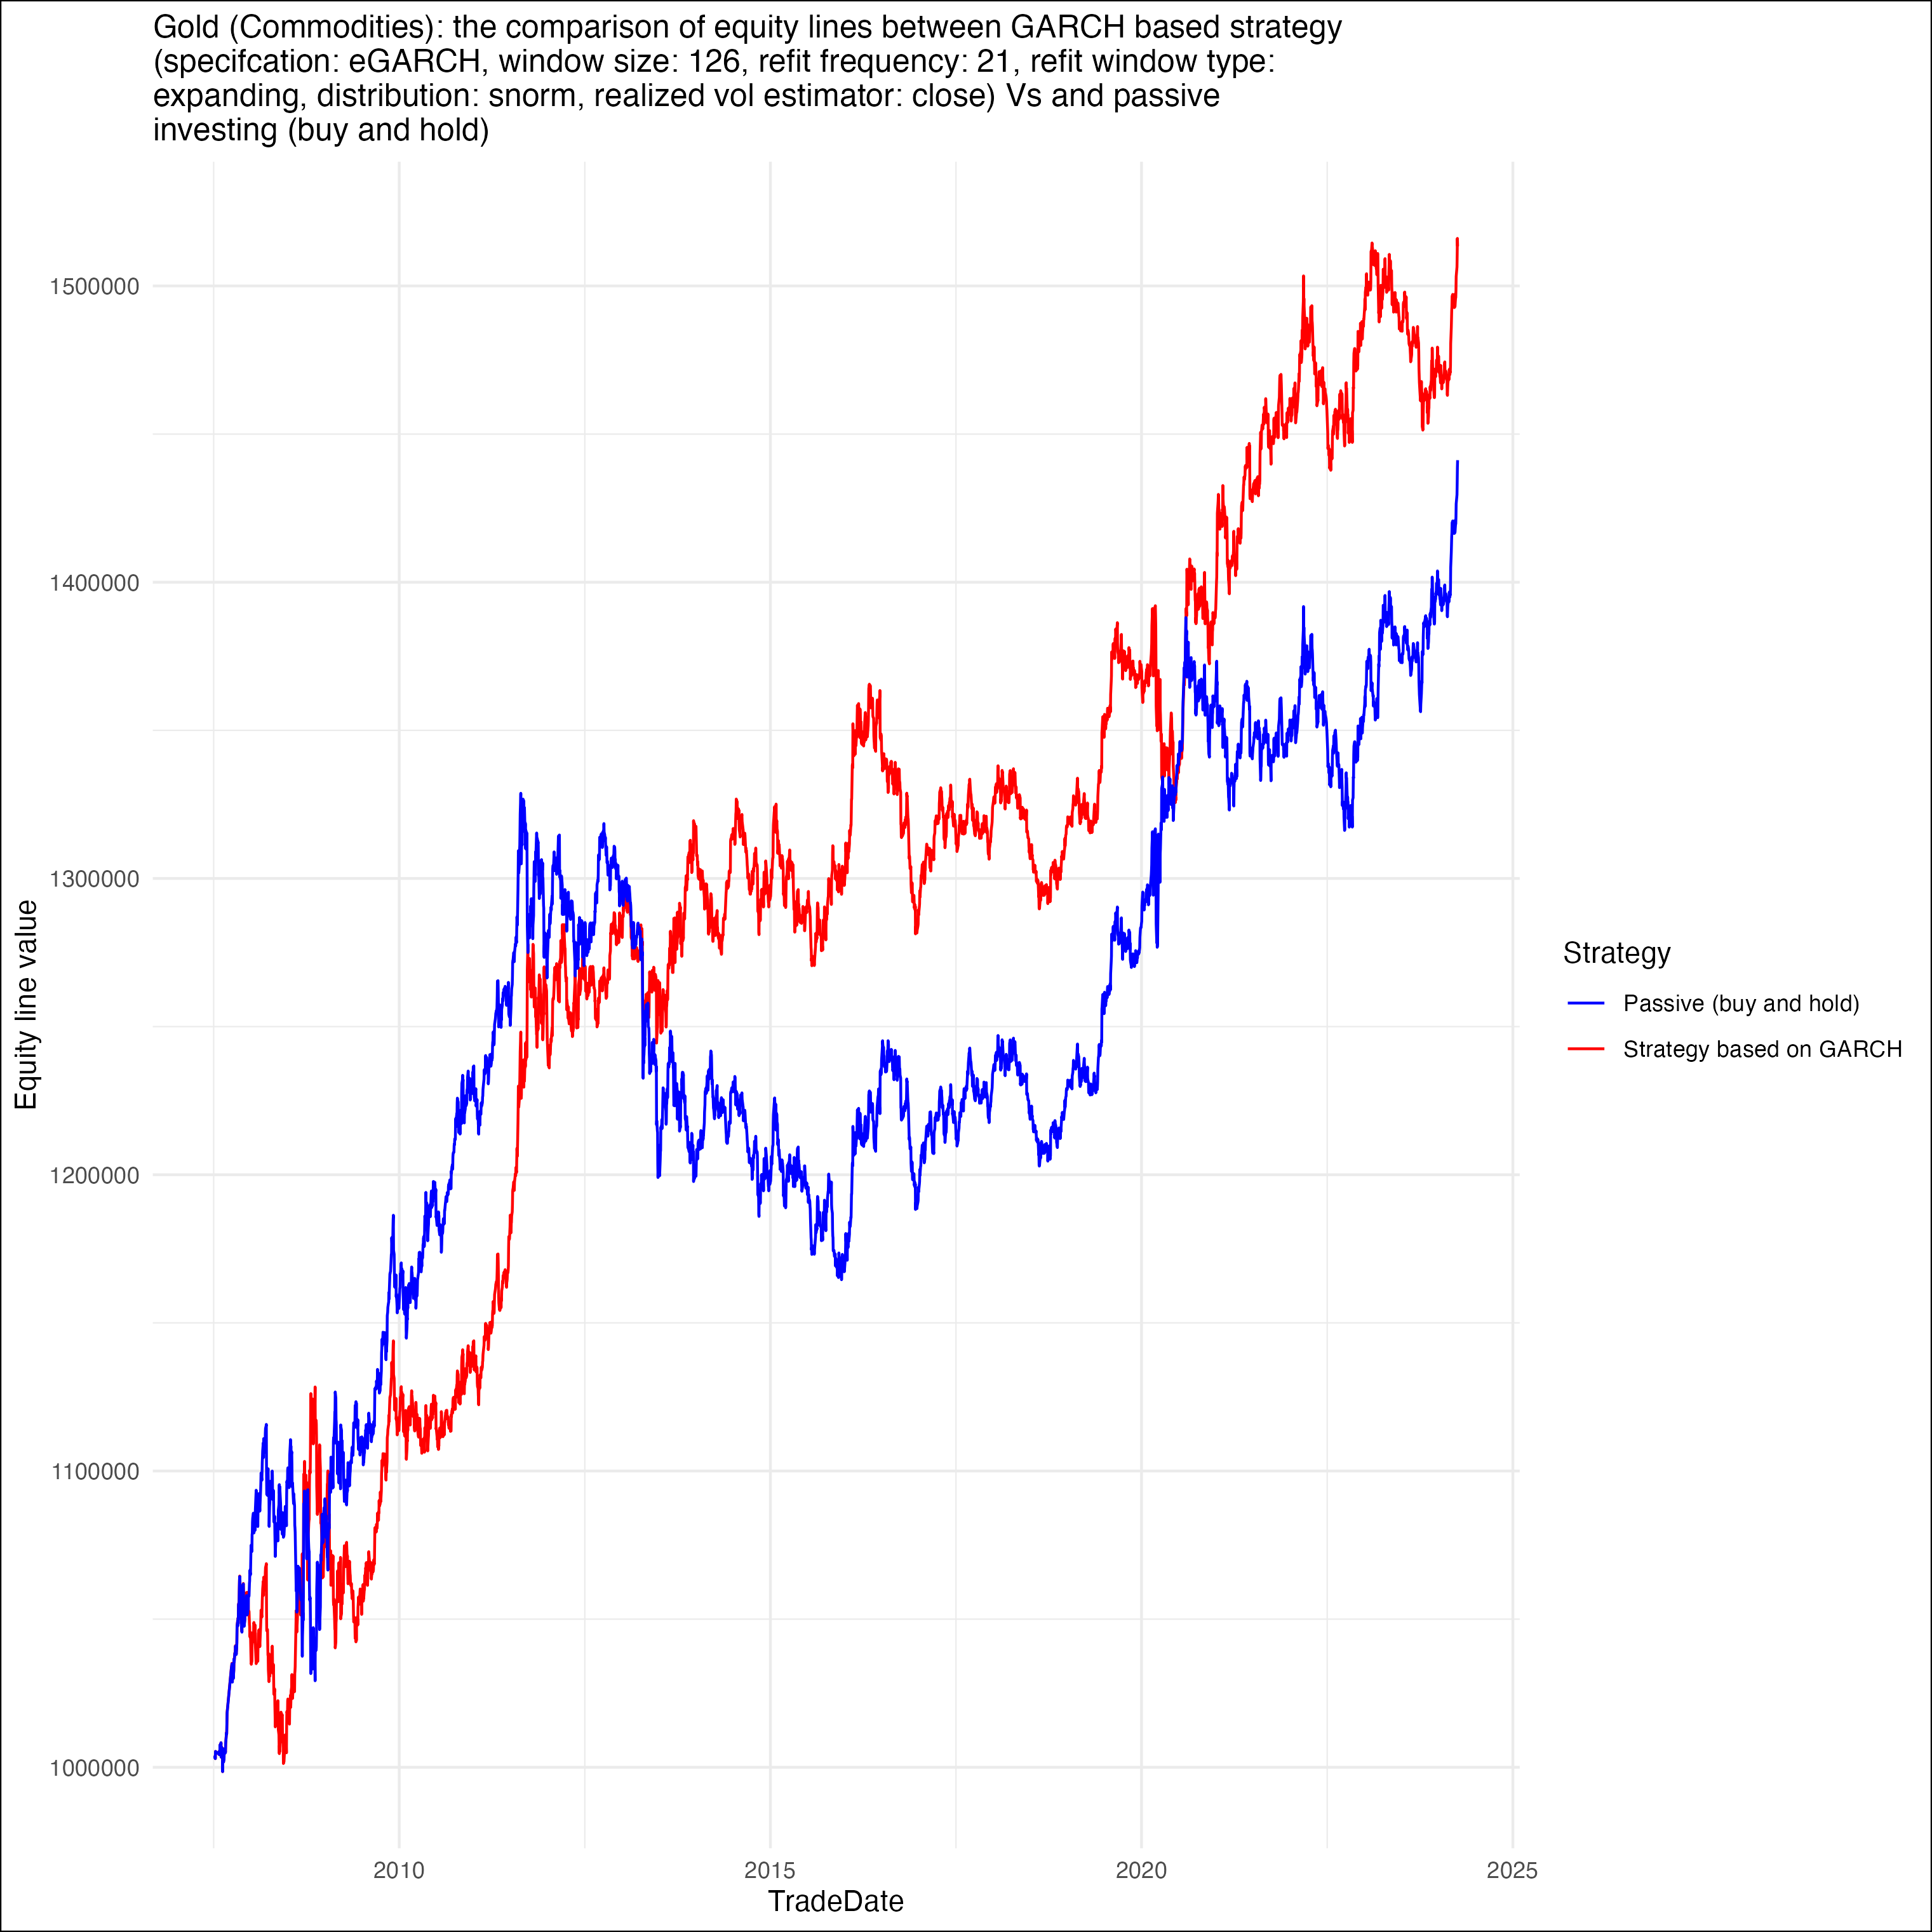 Gold (Commodities): the comparison of equity lines between GARCH based strategy
(specifcation: eGARCH, window size: 126, refit frequency: 21, refit window type:
expanding, distribution: snorm, realized vol estimator: close) Vs and passive
investing (buy and hold)
1500000
1400000
1300000
1200000
1100000
1000000
Equity line value
2010
2015
2020
2025
TradeDate
Strategy
Passive (buy and hold)
Strategy based on GARCH